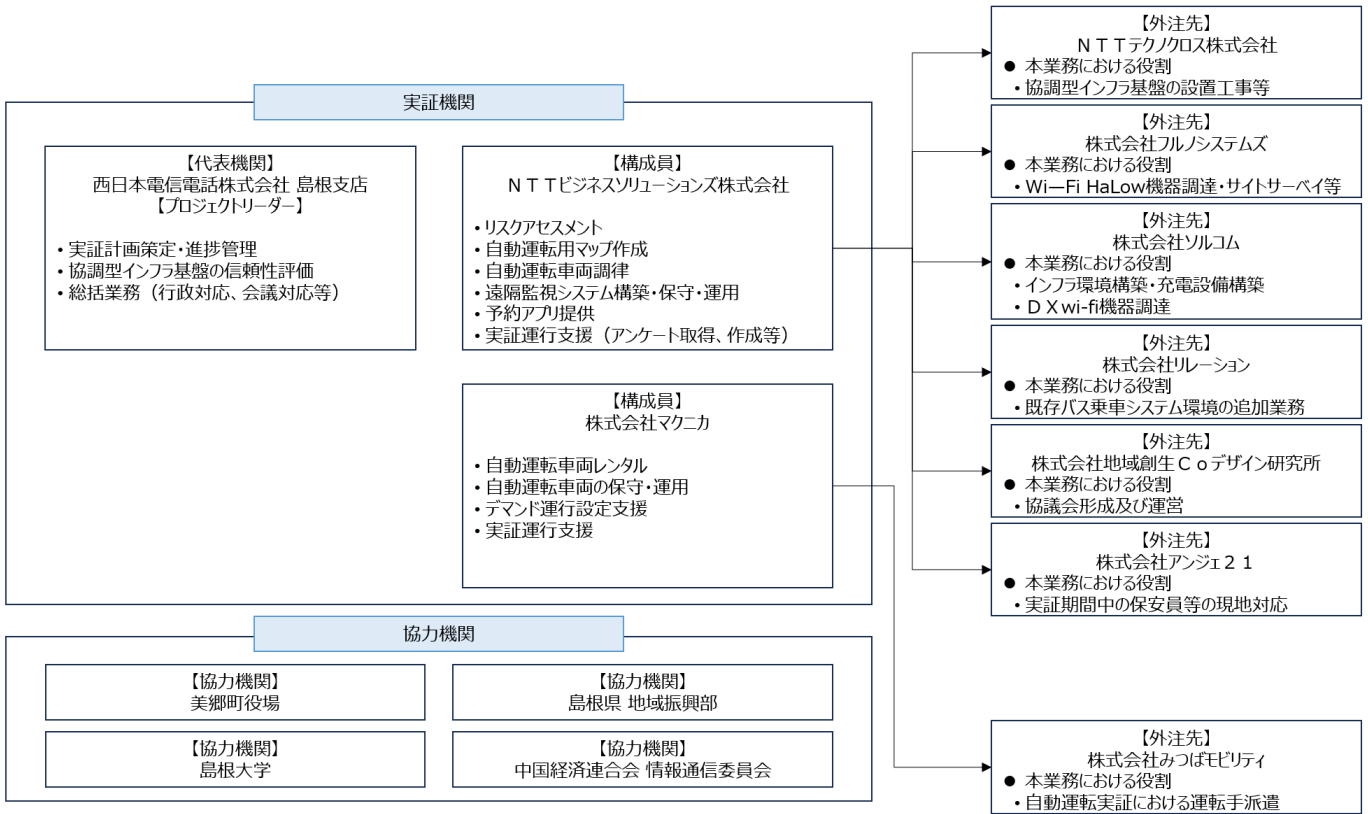 実証機関
【代表機関】
西日本電信電話株式会社 島根支店
【プロジェクトリーダー】
・実証計画策定・進捗管理
・協調型インフラ基盤の信頼性評価
・総括業務（行政対応、会議対応等）
【構成員】
ＮＴＴビジネスソリューションズ株式会社
・リスクアセスメント
・自動運転用マップ作成
・自動運転車両調律
・遠隔監視システム構築・保守・運用
・予約アプリ提供
・実証運行支援（アンケート取得、作成等）
【構成員】
株式会社マクニカ
・自動運転車両レンタル
・自動運転車両の保守・運用
・デマンド運行設定支援
・実証運行支援
協力機関
【協力機関】
美郷町役場
【協力機関】
島根県 地域振興部
【協力機関】
島根大学
【協力機関】
中国経済連合会 情報通信委員会
【外注先】
ＮＴＴテクノクロス株式会社
● 本業務における役割
・協調型インフラ基盤の設置工事等
【外注先】
株式会社フルノシステムズ
● 本業務における役割
・Wi―Fi HaLow機器調達・サイトサーベイ等
【外注先】
株式会社ソルコム
● 本業務における役割
・インフラ環境構築・充電設備構築
・ＤＸwi-fi機器調達
【外注先】
株式会社リレーション
● 本業務における役割
・既存バス乗車システム環境の追加業務
【外注先】
株式会社地域創生Ｃｏデザイン研究所
● 本業務における役割
・協議会形成及び運営
【外注先】
株式会社アンジェ２１
● 本業務における役割
・実証期間中の保安員等の現地対応
【外注先】
株式会社みつばモビリティ
● 本業務における役割
・自動運転実証における運転手派遣